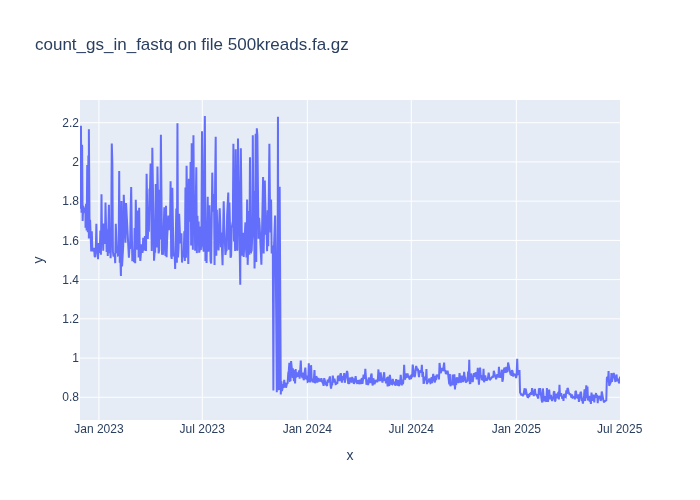 count_gs_in_fastq on file 500kreads.fa.gz
2.2
2
1.8
1.6
1.4
1.2
1
0.8
y
Jan 2023
Jul 2023
Jan 2024
Jul 2024
Jan 2025
Jul 2025
x